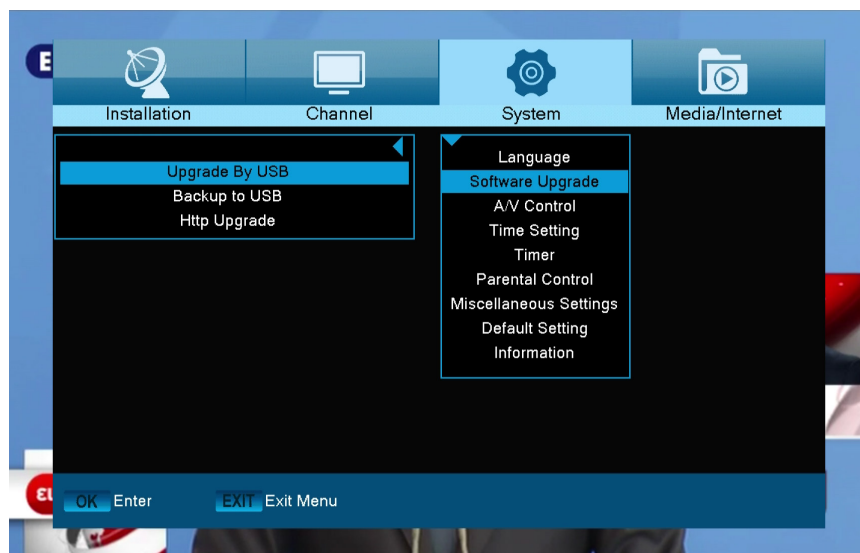 E
Installation
Channel
System
Media/Internet
Upgrade By USB
Backup to USB
Http Upgrade
Language
Software Upgrade
A/V Control
Time Setting
Timer
Parental Control
Miscellaneous Settings
Default Setting
Information
ει
OK Enter
EXIT Exit Menu